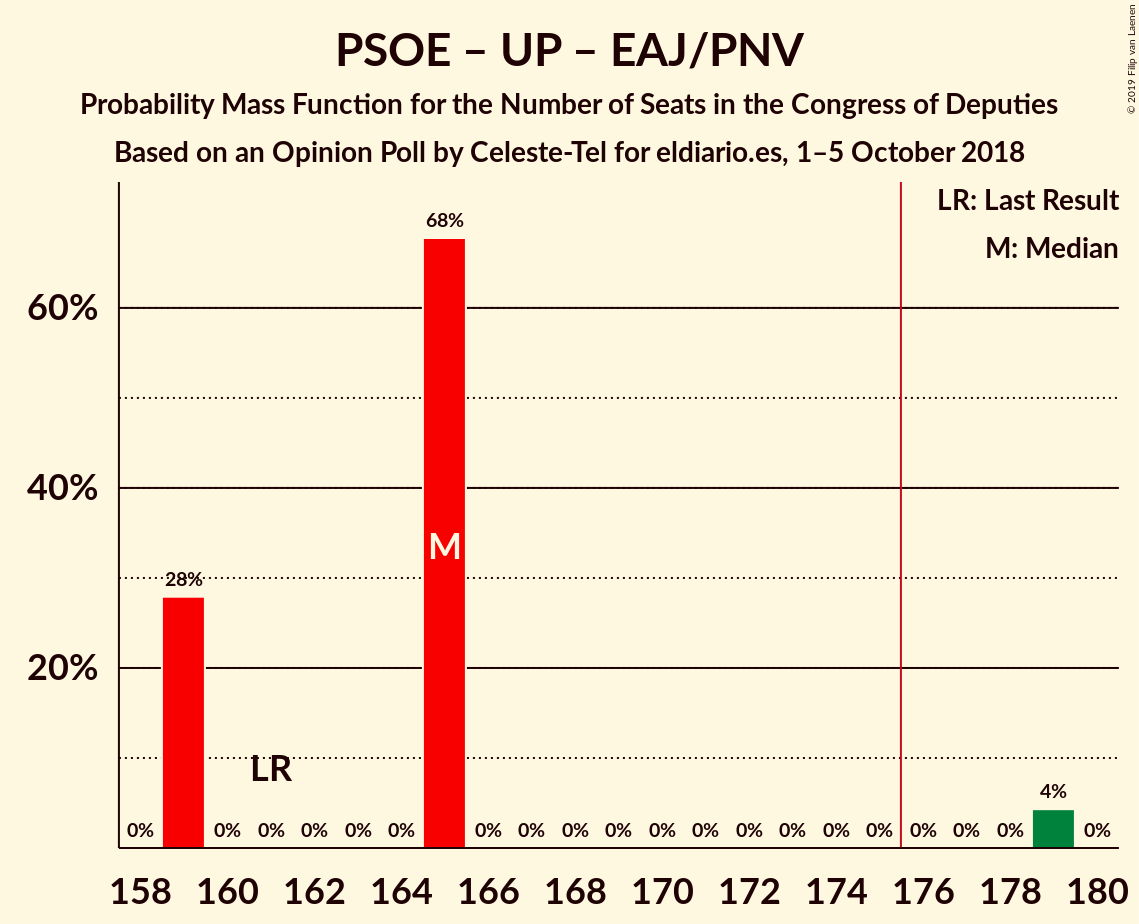 PSOE – UP – EAJ/PNV
Probability Mass Function for the Number of Seats in the Congress of Deputies
Based on an Opinion Poll by Celeste-Tel for eldiario.es, 1–5 October 2018
© 2019 Filip van Laenen
LR: Last Result
M: Median
68%
60%
40%
M
28%
20%
LR
4%
0% 0% 0% 0% 0% 0% 0% 0% 0% 0% 0% 0% 0% 0% 0% 0% 0% 0% 0% 0%
158 160 162 164 166 168 170 172 174 176 178 180